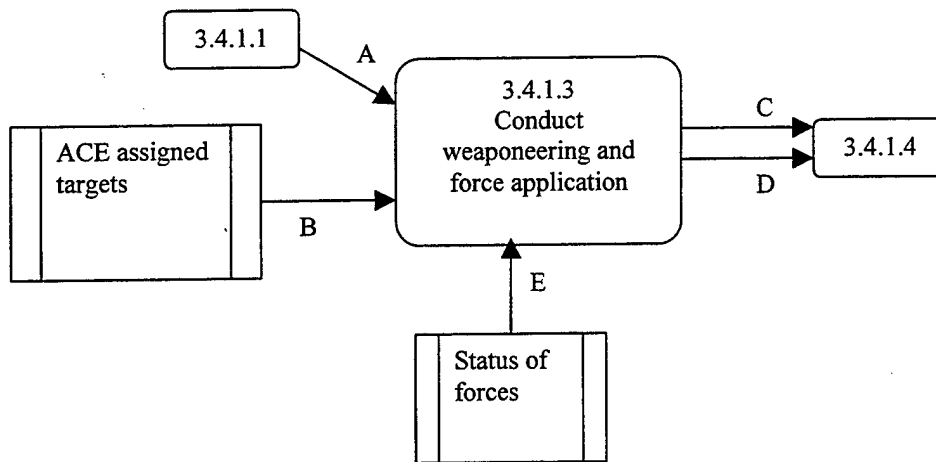 3.4.1.1
A
3.4.1.3
Conduct
weaponeering and
force application
C
3.4.1.4
D
ACE assigned
targets
B
E
Status of
forces